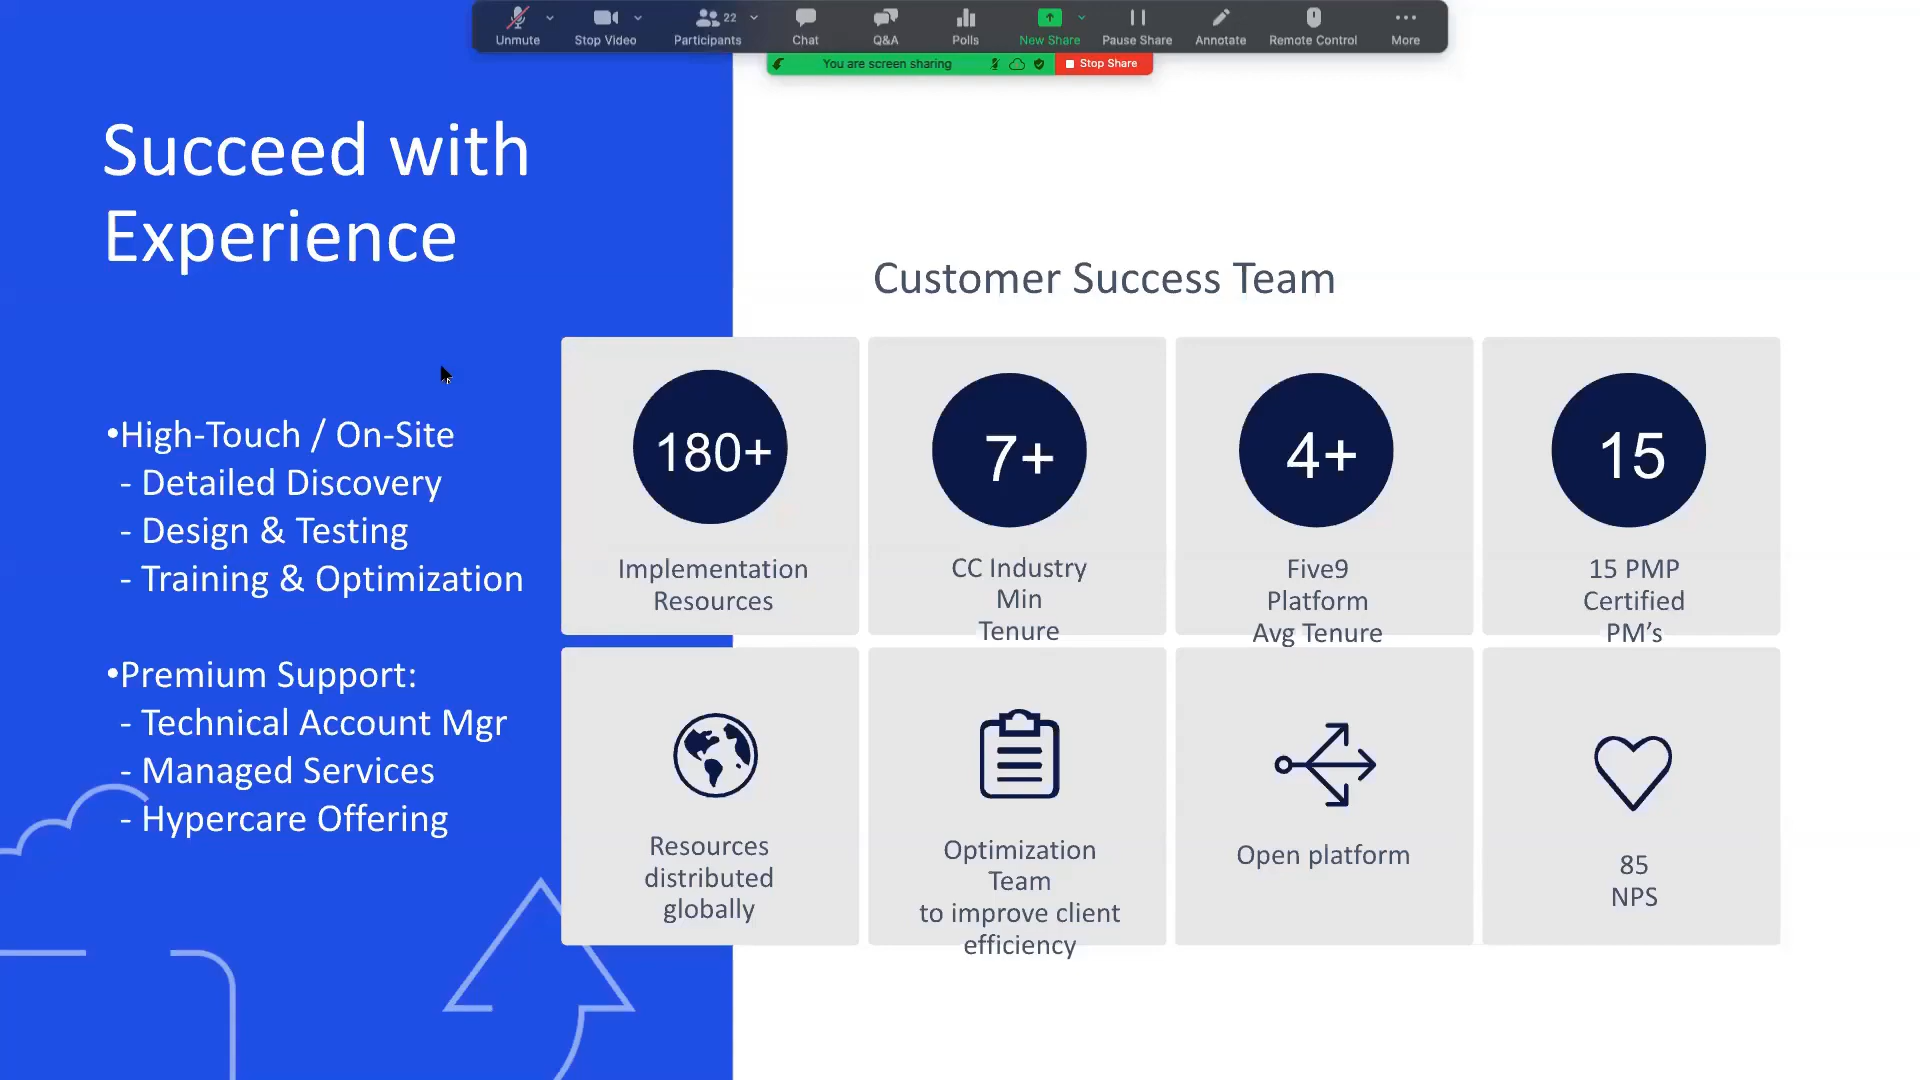 Unmute
Stop Video
22
Participants
Chat
Q&A
Polls
New Share
Pause Share
Annotate
Remote Control
More
You are screen sharing
Stop Share
Succeed with
Experience
•High-Touch / On-Site
- Detailed Discovery
- Design & Testing
- Training & Optimization
•Premium Support:
- Technical Account Mgr
- Managed Services
- Hypercare Offering
Customer Success Team
180+
Implementation
Resources
7+
CC Industry
Min
Tenure
4+
Five9
Platform
Avg Tenure
15
15 PMP
Certified
PM’s
Resources
distributed
globally
Optimization
Team
to improve client
efficiency
Open platform
85
NPS